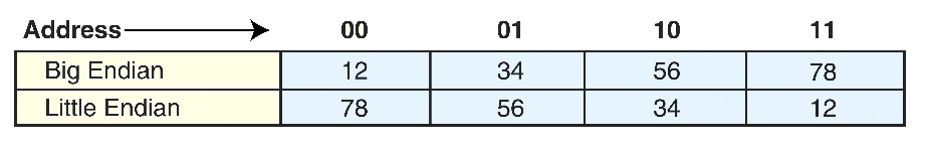 Address 00 01 10 11
Big Endian 12 34 56 78
Little Endian 78 56 34 12